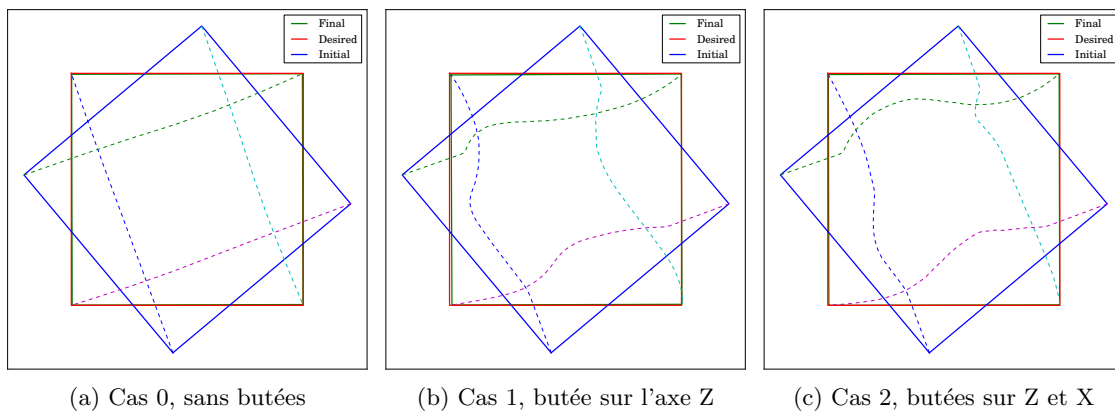 Final
Desired
Initial
Final
Desired
Initial
Final
Desired
Initial
(a) Cas 0, sans butées
(b) Cas 1, butée sur l'axe Z
(c) Cas 2, butées sur Z et X